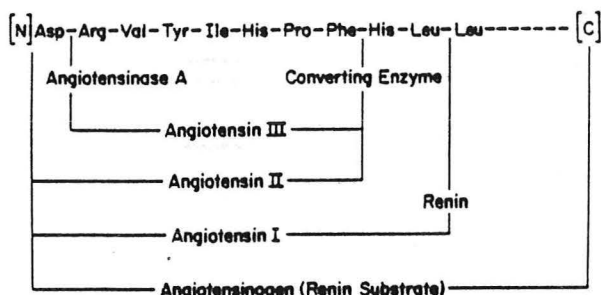 [N] Asp-Arg-Val-Tyr-Ile-His-Pro-Phe-His-Leu-Leu------ [C]
Angiotensinase A Converting Enzyme
Angiotensin III
Angiotensin II
Renin
Angiotensin I
Angiotensinogen (Renin Substrate)